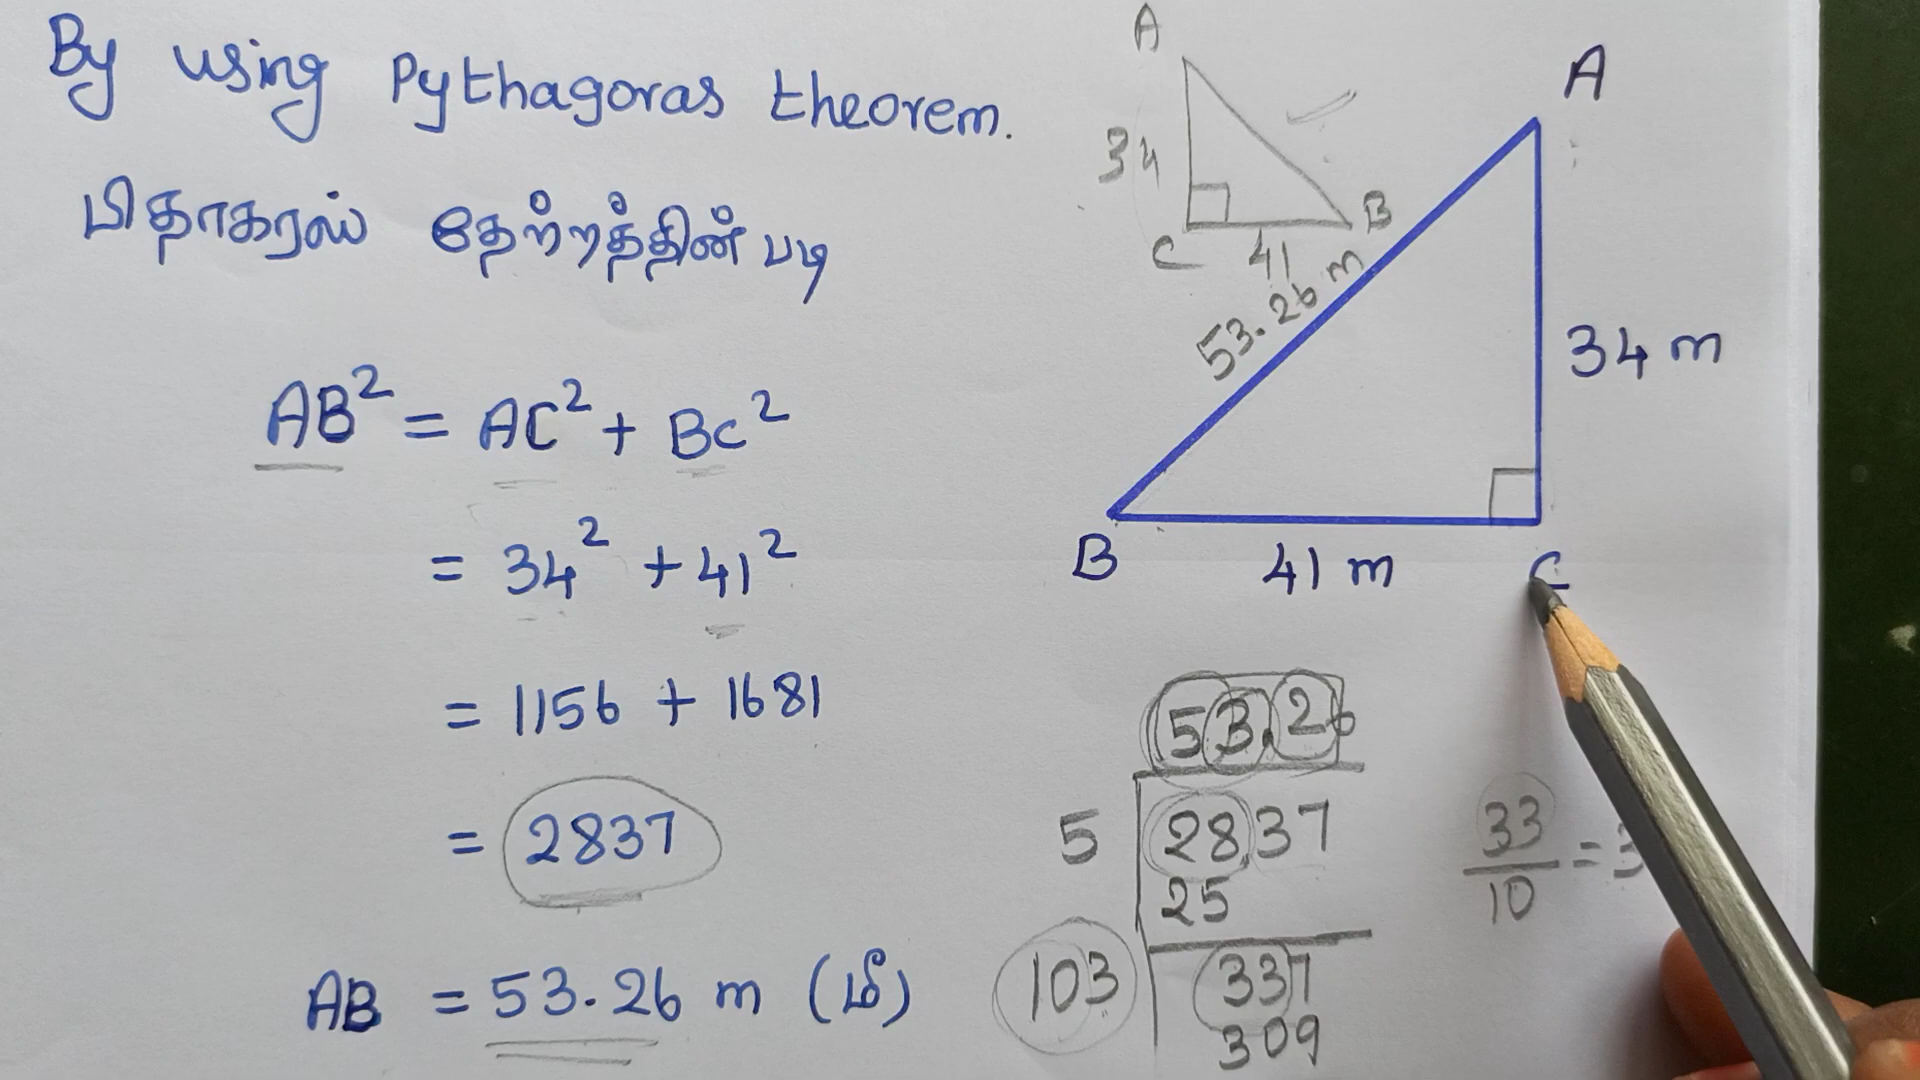 By using Pythagoras theorem.
பிதாகரஸ் தேற்றத்தின் படி
AB² = AC² + BC²
= 34² + 41²
= 1156 + 1681
= 2837
AB = 53.26 m (மீ)
A
34
C
41
B
A
53.26 m
34 m
B
41 m
C
53.26
5 2837
25
103 337
309
33
10
=